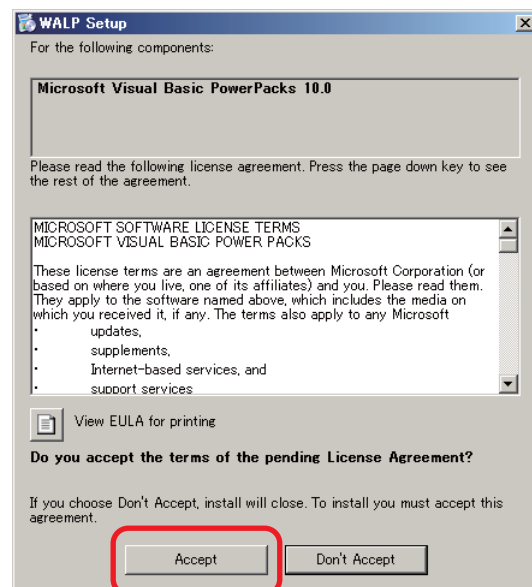 WALP Setup
For the following components:
Microsoft Visual Basic PowerPacks 10.0
Please read the following license agreement. Press the page down key to see
the rest of the agreement.
MICROSOFT SOFTWARE LICENSE TERMS
MICROSOFT VISUAL BASIC POWER PACKS
These license terms are an agreement between Microsoft Corporation (or
based on where you live, one of its affiliates) and you. Please read them.
They apply to the software named above, which includes the media on
which you received it, if any. The terms also apply to any Microsoft
· updates,
· supplements,
· Internet-based services, and
· support services
View EULA for printing
Do you accept the terms of the pending License Agreement?
If you choose Don't Accept, install will close. To install you must accept this
agreement.
Accept
Don't Accept